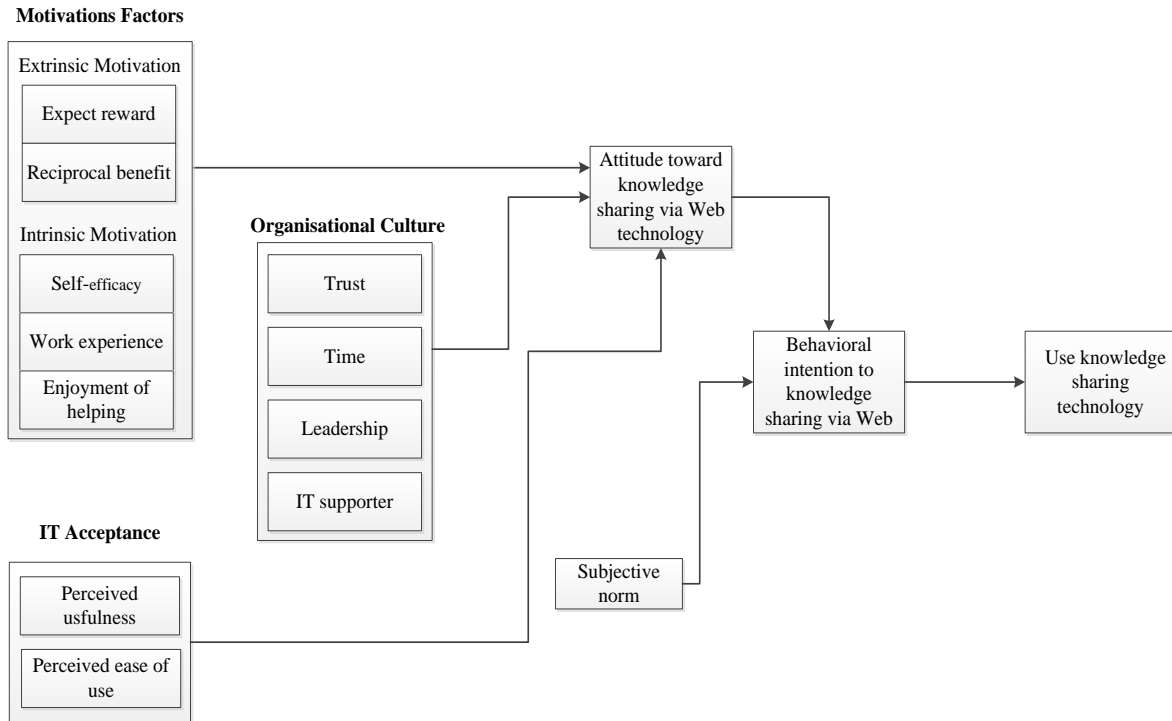 Motivations Factors
Extrinsic Motivation
Expect reward
Reciprocal benefit
Intrinsic Motivation
Self-efficacy
Work experience
Enjoyment of
helping
Organisational Culture
Trust
Time
Leadership
IT supporter
IT Acceptance
Perceived
usfulness
Perceived ease of
use
Attitude toward
knowledge
sharing via Web
technology
Subjective
norm
Behavioral
intention to
knowledge
sharing via Web
Use knowledge
sharing
technology